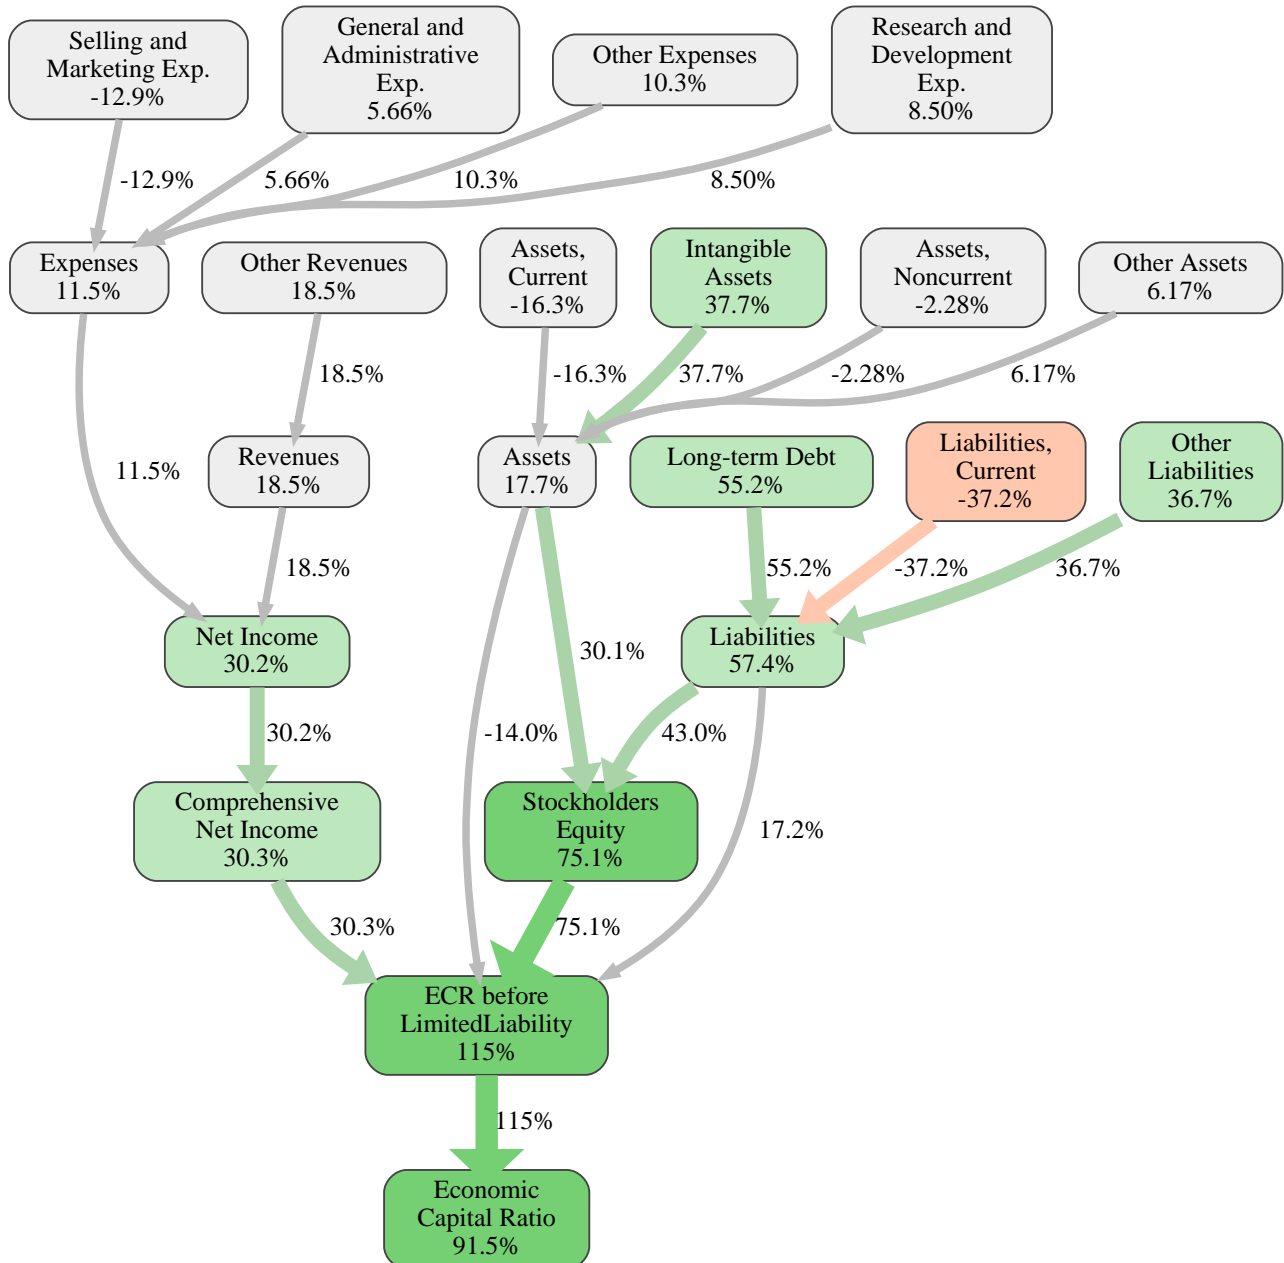 Selling and
Marketing Exp.
-12.9%
General and
Administrative
Exp.
5.66%
Other Expenses
10.3%
Research and
Development
Exp.
8.50%
-12.9%
5.66%
10.3%
8.50%
Expenses
11.5%
Other Revenues
18.5%
Assets,
Current
-16.3%
Intangible
Assets
37.7%
Assets,
Noncurrent
-2.28%
Other Assets
6.17%
18.5%
-16.3%
37.7%
-2.28%
6.17%
11.5%
Revenues
18.5%
Assets
17.7%
Long-term Debt
55.2%
Liabilities,
Current
-37.2%
Other
Liabilities
36.7%
18.5%
55.2%
-37.2%
36.7%
Net Income
30.2%
30.1%
Liabilities
57.4%
30.2%
-14.0%
43.0%
Comprehensive
Net Income
30.3%
Stockholders
Equity
75.1%
17.2%
30.3%
75.1%
ECR before
LimitedLiability
115%
115%
Economic
Capital Ratio
91.5%